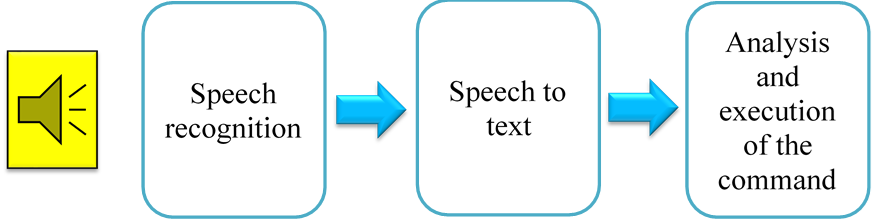 Speech
recognition
Speech to
text
Analysis
and
execution
of the
command